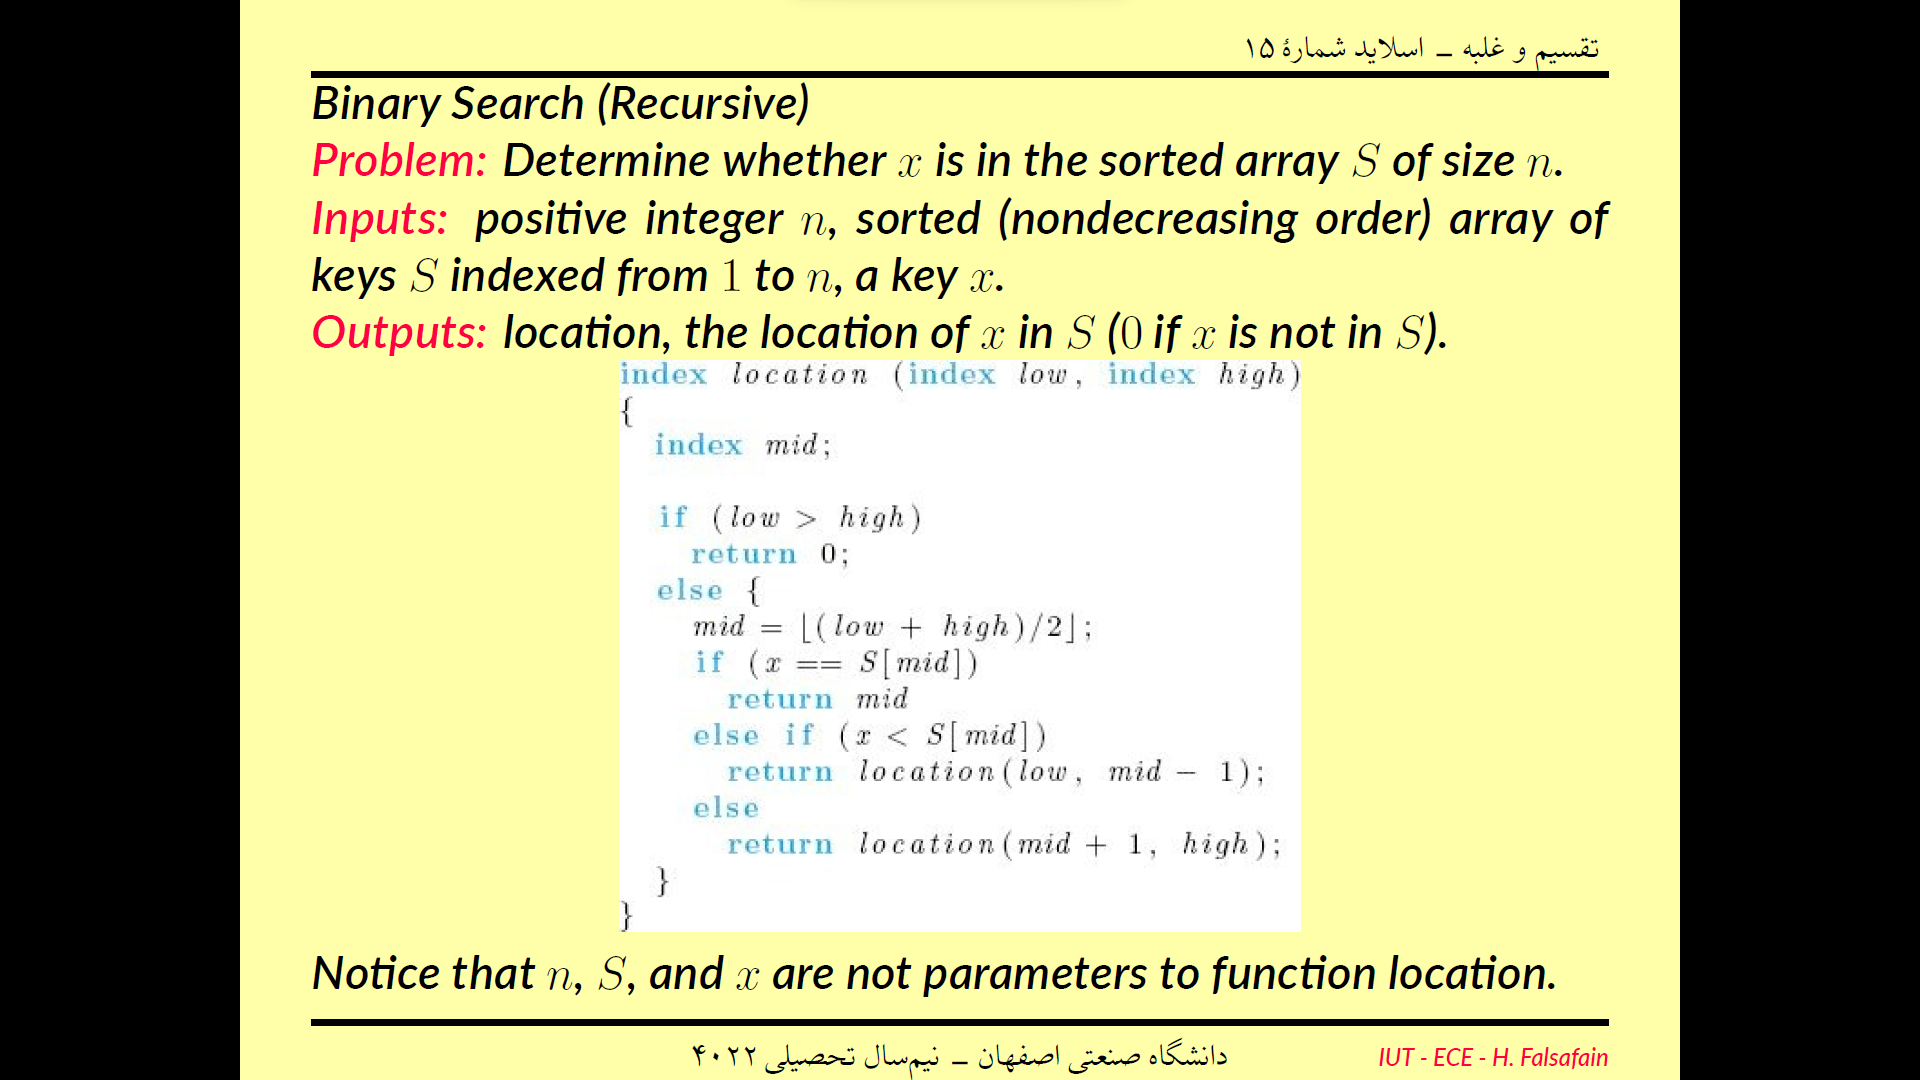 تقسیم و غلبه – اسلاید شمارهٔ ۱۵
Binary Search (Recursive)
Problem: Determine whether x is in the sorted array S of size n.
Inputs: positive integer n, sorted (nondecreasing order) array of
keys S indexed from 1 to n, a key x.
Outputs: location, the location of x in S (0 if x is not in S).
index location (index low, index high)
{
index mid;
if (low > high)
return 0;
else {
mid = ⌊(low + high)/2⌋;
if (x == S[mid])
return mid
else if (x < S[mid])
return location(low, mid − 1);
else
return location(mid + 1, high);
}
}
Notice that n, S, and x are not parameters to function location.
دانشگاه صنعتی اصفهان – نیم‌سال تحصیلی ۴۰۲۲
IUT - ECE - H. Falsafain